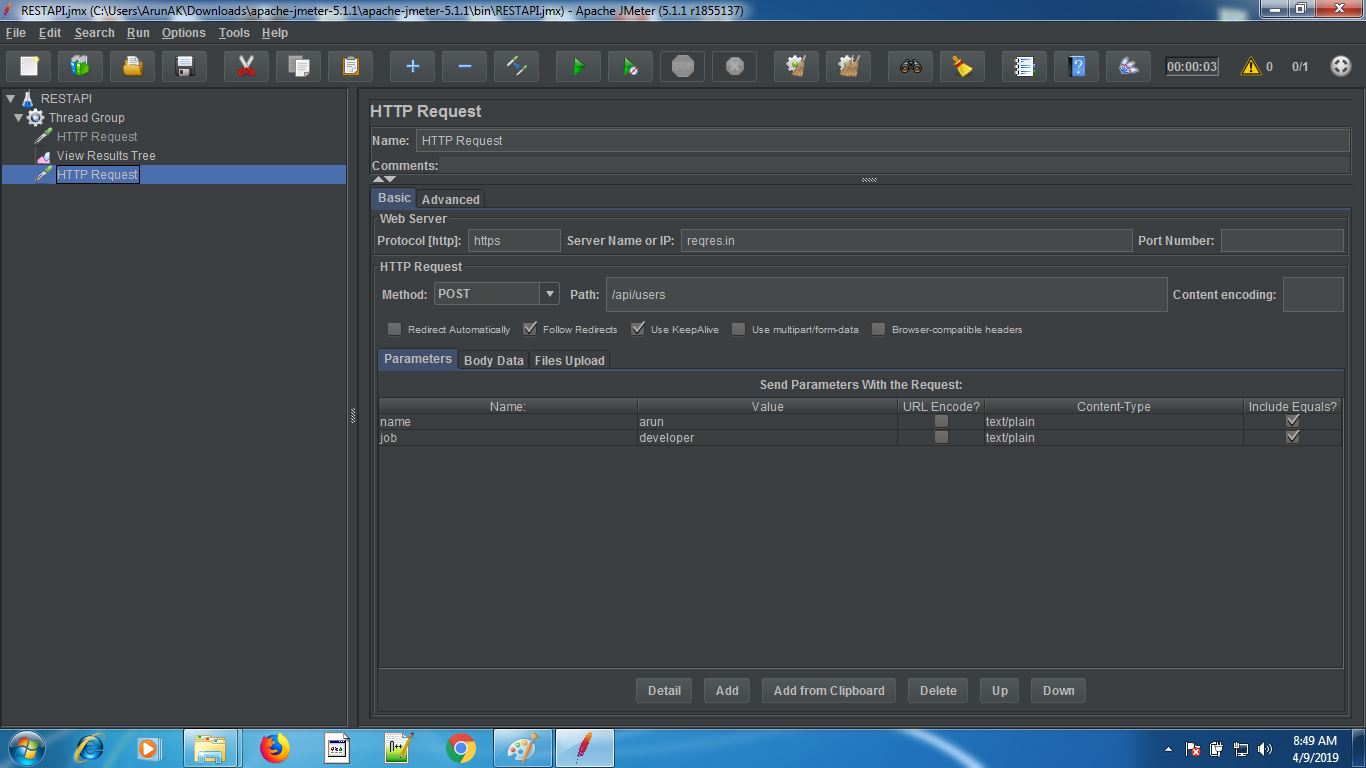 RESTAPI.jmx (C:\Users\ArunAK\Downloads\apache-jmeter-5.1.1\apache-jmeter-5.1.1\bin\RESTAPI.jmx) - Apache JMeter (5.1.1 r1855137)
File Edit Search Run Options Tools Help
STOP 00:00:03 0 0/1
RESTAPI
Thread Group
HTTP Request
View Results Tree
HTTP Request
HTTP Request
Name: HTTP Request
Comments:
Basic Advanced
Web Server
Protocol [http]: https Server Name or IP: reqres.in Port Number:
HTTP Request
Method: POST Path: /api/users Content encoding:
Redirect Automatically Follow Redirects Use KeepAlive Use multipart/form-data Browser-compatible headers
Parameters Body Data Files Upload
Send Parameters With the Request:
Name: Value URL Encode? Content-Type Include Equals?
name arun text/plain
job developer text/plain
Detail Add Add from Clipboard Delete Up Down
8:49 AM
4/9/2019